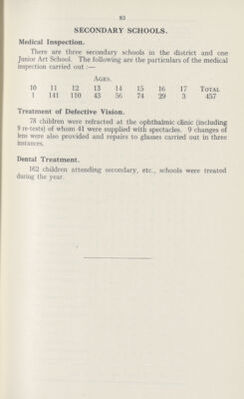 83
SECONDARY SCHOOLS.
Medical Inspection.
There are three secondary schools in the district and one
Junior Art School. The following are the particulars of the medical
inspection carried out :—
AGES.
10 11 12 13 14 15 16 17 TOTAL
1 141 110 43 56 74 29 3 457
Treatment of Defective Vision.
78 children were refracted at the ophthalmic clinic (including
8 re-tests) of whom 41 were supplied with spectacles. 9 changes of
lens were also provided and repairs to glasses carried out in three
instances.
Dental Treatment.
162 children attending secondary, etc., schools were treated
during the year.